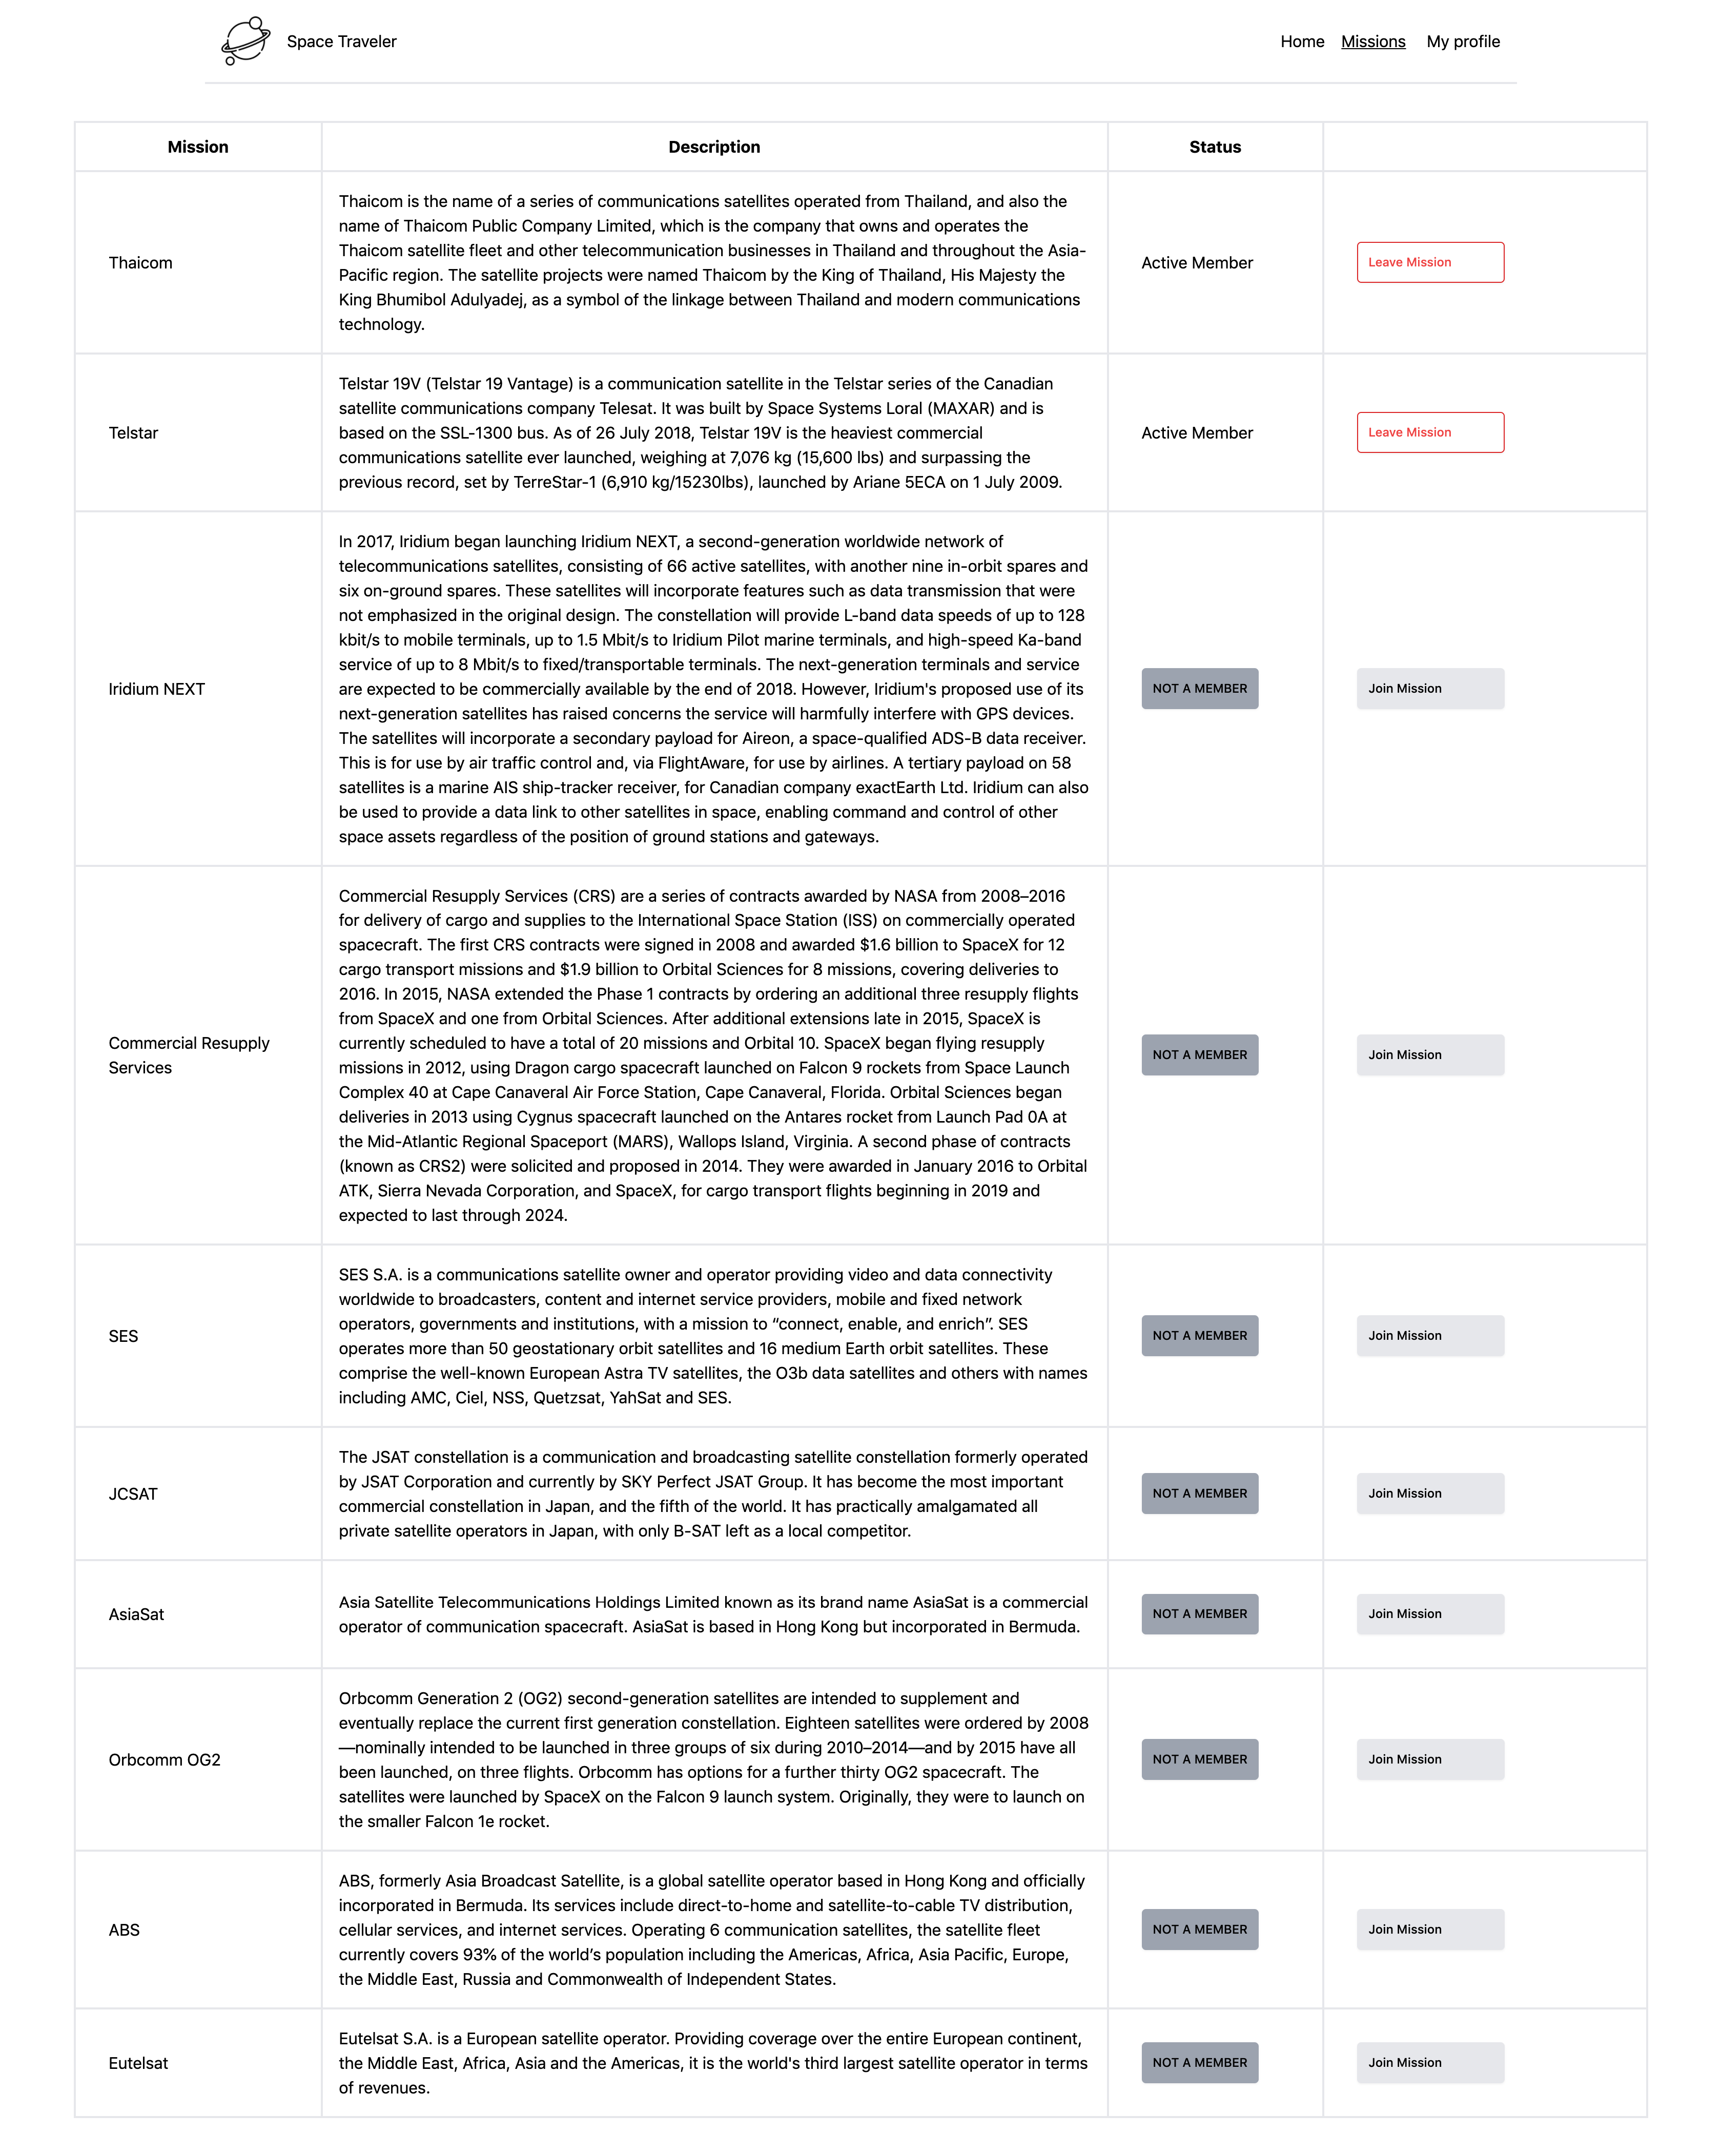 Space Traveler
Home Missions My profile
Mission Description Status
Thaicom
Thaicom is the name of a series of communications satellites operated from Thailand, and also the
name of Thaicom Public Company Limited, which is the company that owns and operates the
Thaicom satellite fleet and other telecommunication businesses in Thailand and throughout the Asia-
Pacific region. The satellite projects were named Thaicom by the King of Thailand, His Majesty the
King Bhumibol Adulyadej, as a symbol of the linkage between Thailand and modern communications
technology.
Active Member
Leave Mission
Telstar
Telstar 19V (Telstar 19 Vantage) is a communication satellite in the Telstar series of the Canadian
satellite communications company Telesat. It was built by Space Systems Loral (MAXAR) and is
based on the SSL-1300 bus. As of 26 July 2018, Telstar 19V is the heaviest commercial
communications satellite ever launched, weighing at 7,076 kg (15,600 lbs) and surpassing the
previous record, set by TerreStar-1 (6,910 kg/15230lbs), launched by Ariane 5ECA on 1 July 2009.
Active Member
Leave Mission
Iridium NEXT
In 2017, Iridium began launching Iridium NEXT, a second-generation worldwide network of
telecommunications satellites, consisting of 66 active satellites, with another nine in-orbit spares and
six on-ground spares. These satellites will incorporate features such as data transmission that were
not emphasized in the original design. The constellation will provide L-band data speeds of up to 128
kbit/s to mobile terminals, up to 1.5 Mbit/s to Iridium Pilot marine terminals, and high-speed Ka-band
service of up to 8 Mbit/s to fixed/transportable terminals. The next-generation terminals and service
are expected to be commercially available by the end of 2018. However, Iridium's proposed use of its
next-generation satellites has raised concerns the service will harmfully interfere with GPS devices.
The satellites will incorporate a secondary payload for Aireon, a space-qualified ADS-B data receiver.
This is for use by air traffic control and, via FlightAware, for use by airlines. A tertiary payload on 58
satellites is a marine AIS ship-tracker receiver, for Canadian company exactEarth Ltd. Iridium can also
be used to provide a data link to other satellites in space, enabling command and control of other
space assets regardless of the position of ground stations and gateways.
NOT A MEMBER
Join Mission
Commercial Resupply
Services
Commercial Resupply Services (CRS) are a series of contracts awarded by NASA from 2008–2016
for delivery of cargo and supplies to the International Space Station (ISS) on commercially operated
spacecraft. The first CRS contracts were signed in 2008 and awarded $1.6 billion to SpaceX for 12
cargo transport missions and $1.9 billion to Orbital Sciences for 8 missions, covering deliveries to
2016. In 2015, NASA extended the Phase 1 contracts by ordering an additional three resupply flights
from SpaceX and one from Orbital Sciences. After additional extensions late in 2015, SpaceX is
currently scheduled to have a total of 20 missions and Orbital 10. SpaceX began flying resupply
missions in 2012, using Dragon cargo spacecraft launched on Falcon 9 rockets from Space Launch
Complex 40 at Cape Canaveral Air Force Station, Cape Canaveral, Florida. Orbital Sciences began
deliveries in 2013 using Cygnus spacecraft launched on the Antares rocket from Launch Pad 0A at
the Mid-Atlantic Regional Spaceport (MARS), Wallops Island, Virginia. A second phase of contracts
(known as CRS2) were solicited and proposed in 2014. They were awarded in January 2016 to Orbital
ATK, Sierra Nevada Corporation, and SpaceX, for cargo transport flights beginning in 2019 and
expected to last through 2024.
NOT A MEMBER
Join Mission
SES
SES S.A. is a communications satellite owner and operator providing video and data connectivity
worldwide to broadcasters, content and internet service providers, mobile and fixed network
operators, governments and institutions, with a mission to “connect, enable, and enrich”. SES
operates more than 50 geostationary orbit satellites and 16 medium Earth orbit satellites. These
comprise the well-known European Astra TV satellites, the O3b data satellites and others with names
including AMC, Ciel, NSS, Quetzsat, YahSat and SES.
NOT A MEMBER
Join Mission
JCSAT
The JSAT constellation is a communication and broadcasting satellite constellation formerly operated
by JSAT Corporation and currently by SKY Perfect JSAT Group. It has become the most important
commercial constellation in Japan, and the fifth of the world. It has practically amalgamated all
private satellite operators in Japan, with only B-SAT left as a local competitor.
NOT A MEMBER
Join Mission
AsiaSat
Asia Satellite Telecommunications Holdings Limited known as its brand name AsiaSat is a commercial
operator of communication spacecraft. AsiaSat is based in Hong Kong but incorporated in Bermuda.
NOT A MEMBER
Join Mission
Orbcomm OG2
Orbcomm Generation 2 (OG2) second-generation satellites are intended to supplement and
eventually replace the current first generation constellation. Eighteen satellites were ordered by 2008
—nominally intended to be launched in three groups of six during 2010–2014—and by 2015 have all
been launched, on three flights. Orbcomm has options for a further thirty OG2 spacecraft. The
satellites were launched by SpaceX on the Falcon 9 launch system. Originally, they were to launch on
the smaller Falcon 1e rocket.
NOT A MEMBER
Join Mission
ABS
ABS, formerly Asia Broadcast Satellite, is a global satellite operator based in Hong Kong and officially
incorporated in Bermuda. Its services include direct-to-home and satellite-to-cable TV distribution,
cellular services, and internet services. Operating 6 communication satellites, the satellite fleet
currently covers 93% of the world’s population including the Americas, Africa, Asia Pacific, Europe,
the Middle East, Russia and Commonwealth of Independent States.
NOT A MEMBER
Join Mission
Eutelsat
Eutelsat S.A. is a European satellite operator. Providing coverage over the entire European continent,
the Middle East, Africa, Asia and the Americas, it is the world's third largest satellite operator in terms
of revenues.
NOT A MEMBER
Join Mission